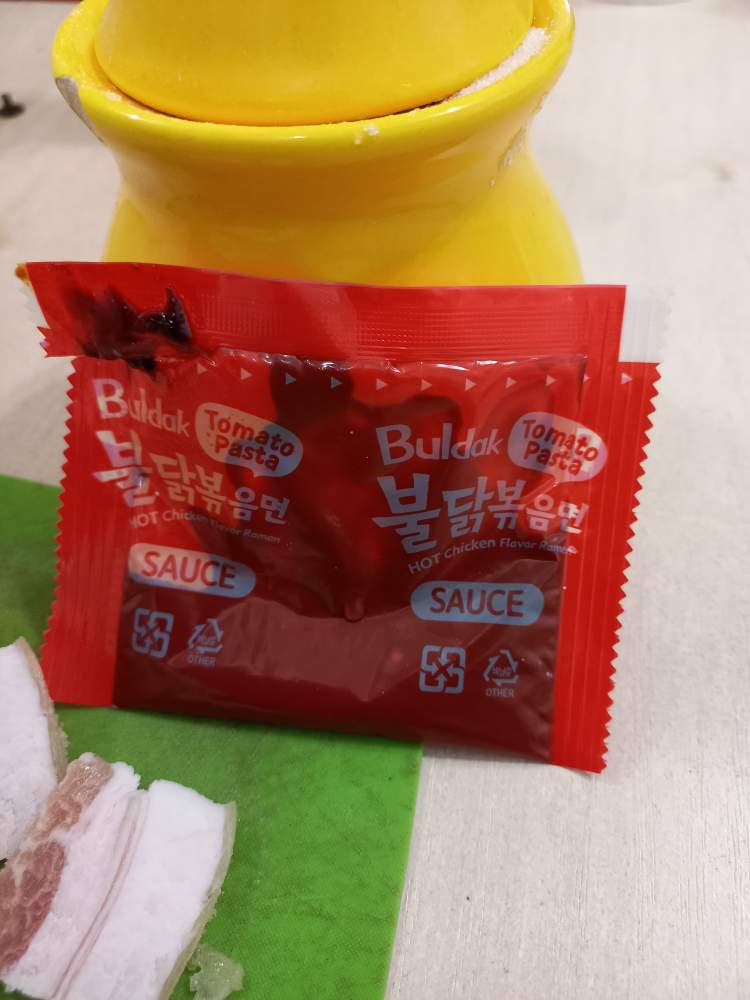 Buldak
Tomato
Pasta
불닭볶음면
HOT Chicken Flavor Ramen
SAUCE
OTHER
Buldak
Tomato
Pasta
불닭볶음면
HOT Chicken Flavor Ramen
SAUCE
OTHER